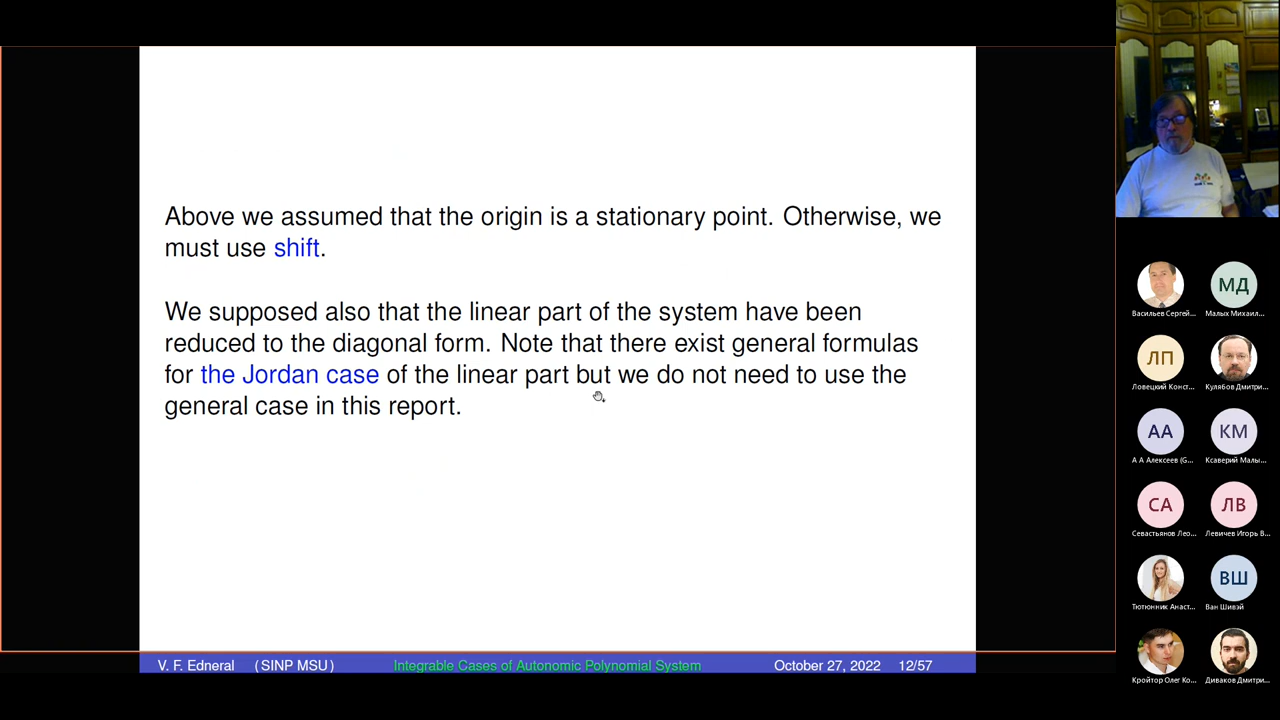 Above we assumed that the origin is a stationary point. Otherwise, we
must use shift.
We supposed also that the linear part of the system have been
reduced to the diagonal form. Note that there exist general formulas
for the Jordan case of the linear part but we do not need to use the
general case in this report.
V. F. Edneral (SINP MSU) Integrable Cases of Autonomic Polynomial System October 27, 2022 12/57
МД
Васильев Сергей... Малых Михаил...
ЛП
Ловецкий Конст... Кулябов Дмитри...
АА КМ
А А Алексеев (G... Ксаверий Малы...
СА ЛВ
Севастьянов Лео... Левичев Игорь В...
ВШ
Тютюнник Анаст... Ван Шивэй
Кройтор Олег Ко... Диваков Дмитри...